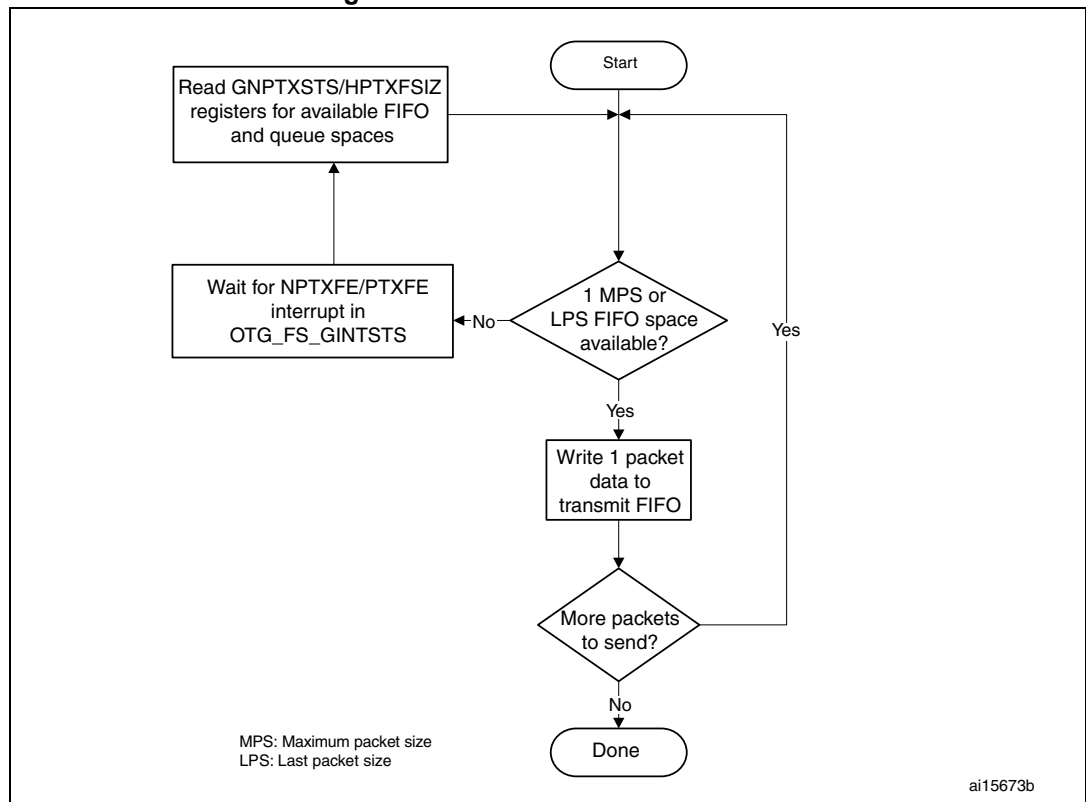 Start
Read GNPTXSTS/HPTXFSIZ
registers for available FIFO
and queue spaces
Wait for NPTXFE/PTXFE
interrupt in
OTG_FS_GINTSTS
No
1 MPS or
LPS FIFO space
available?
Yes
Yes
Write 1 packet
data to
transmit FIFO
More packets
to send?
No
Done
MPS: Maximum packet size
LPS: Last packet size
ai15673b